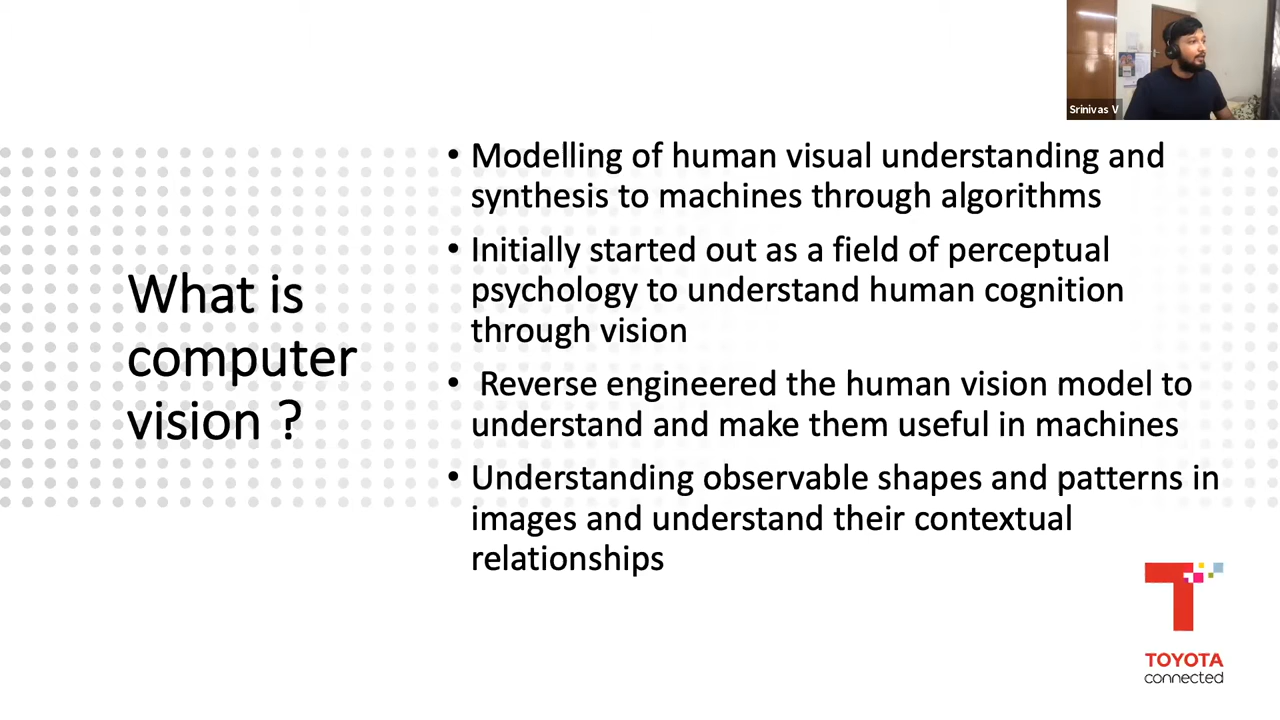 Srinivas V
What is
computer
vision ?
• Modelling of human visual understanding and
synthesis to machines through algorithms
• Initially started out as a field of perceptual
psychology to understand human cognition
through vision
• Reverse engineered the human vision model to
understand and make them useful in machines
• Understanding observable shapes and patterns in
images and understand their contextual
relationships
TOYOTA
connected